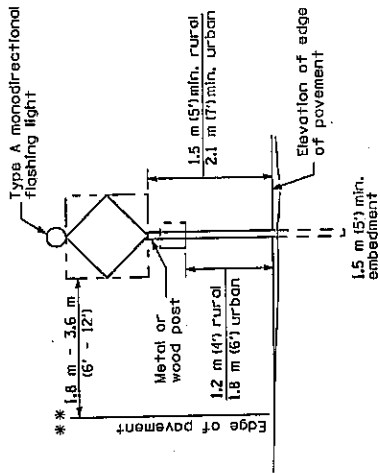 Type A monodirectional
flashing light
**
1.8 m - 3.6 m
(6' - 12')
Edge of pavement
Metal or
wood post
1.5 m (5') min. rural
2.1 m (7') min. urban
1.2 m (4') rural
1.8 m (6') urban
Elevation of edge
of pavement
1.5 m (5') min.
embedment